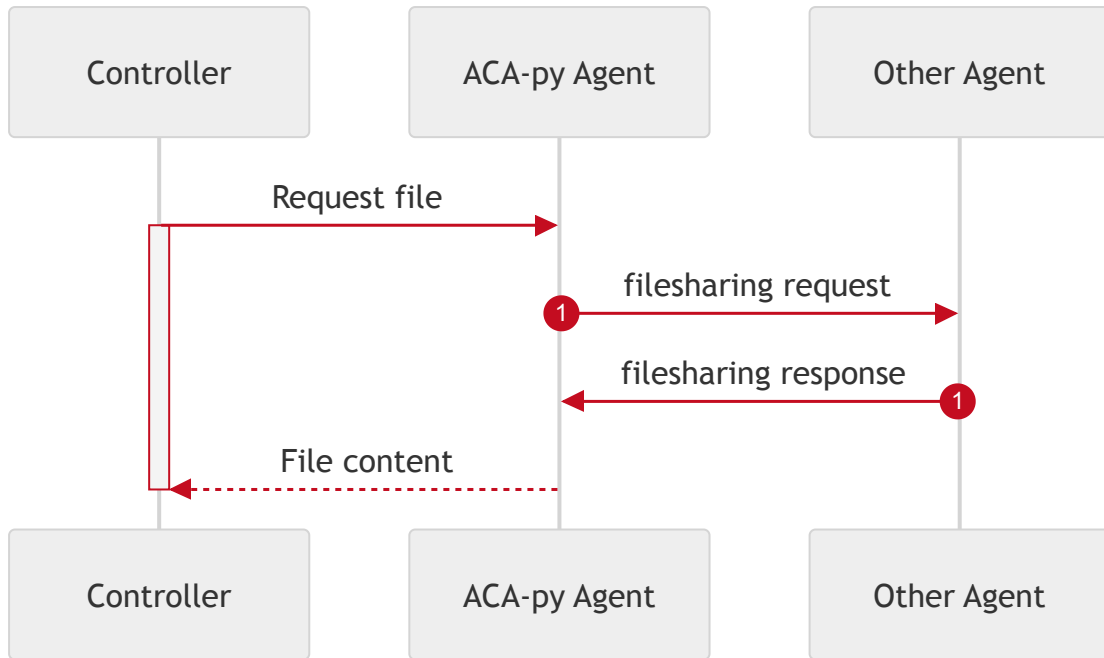 Controller
ACA-py Agent
Other Agent
Request file
filesharing request
1
filesharing response
1
File content
Controller
ACA-py Agent
Other Agent